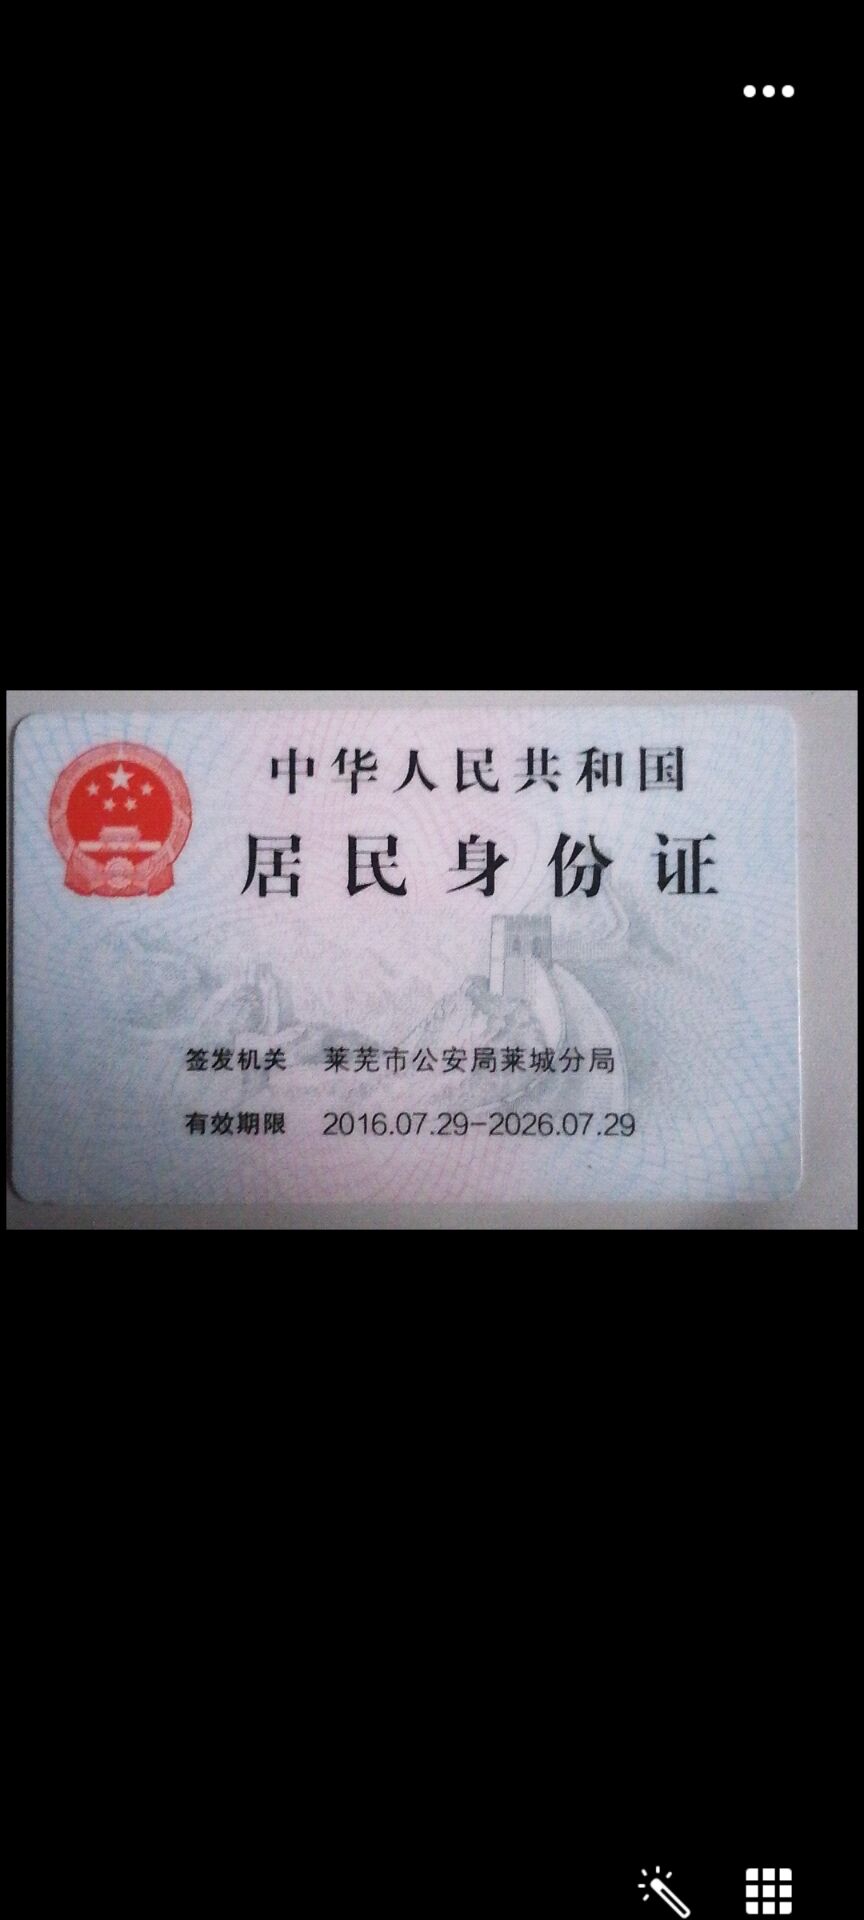 中华人民共和国
居民身份证
签发机关 莱芜市公安局莱城分局
有效期限 2016.07.29-2026.07.29